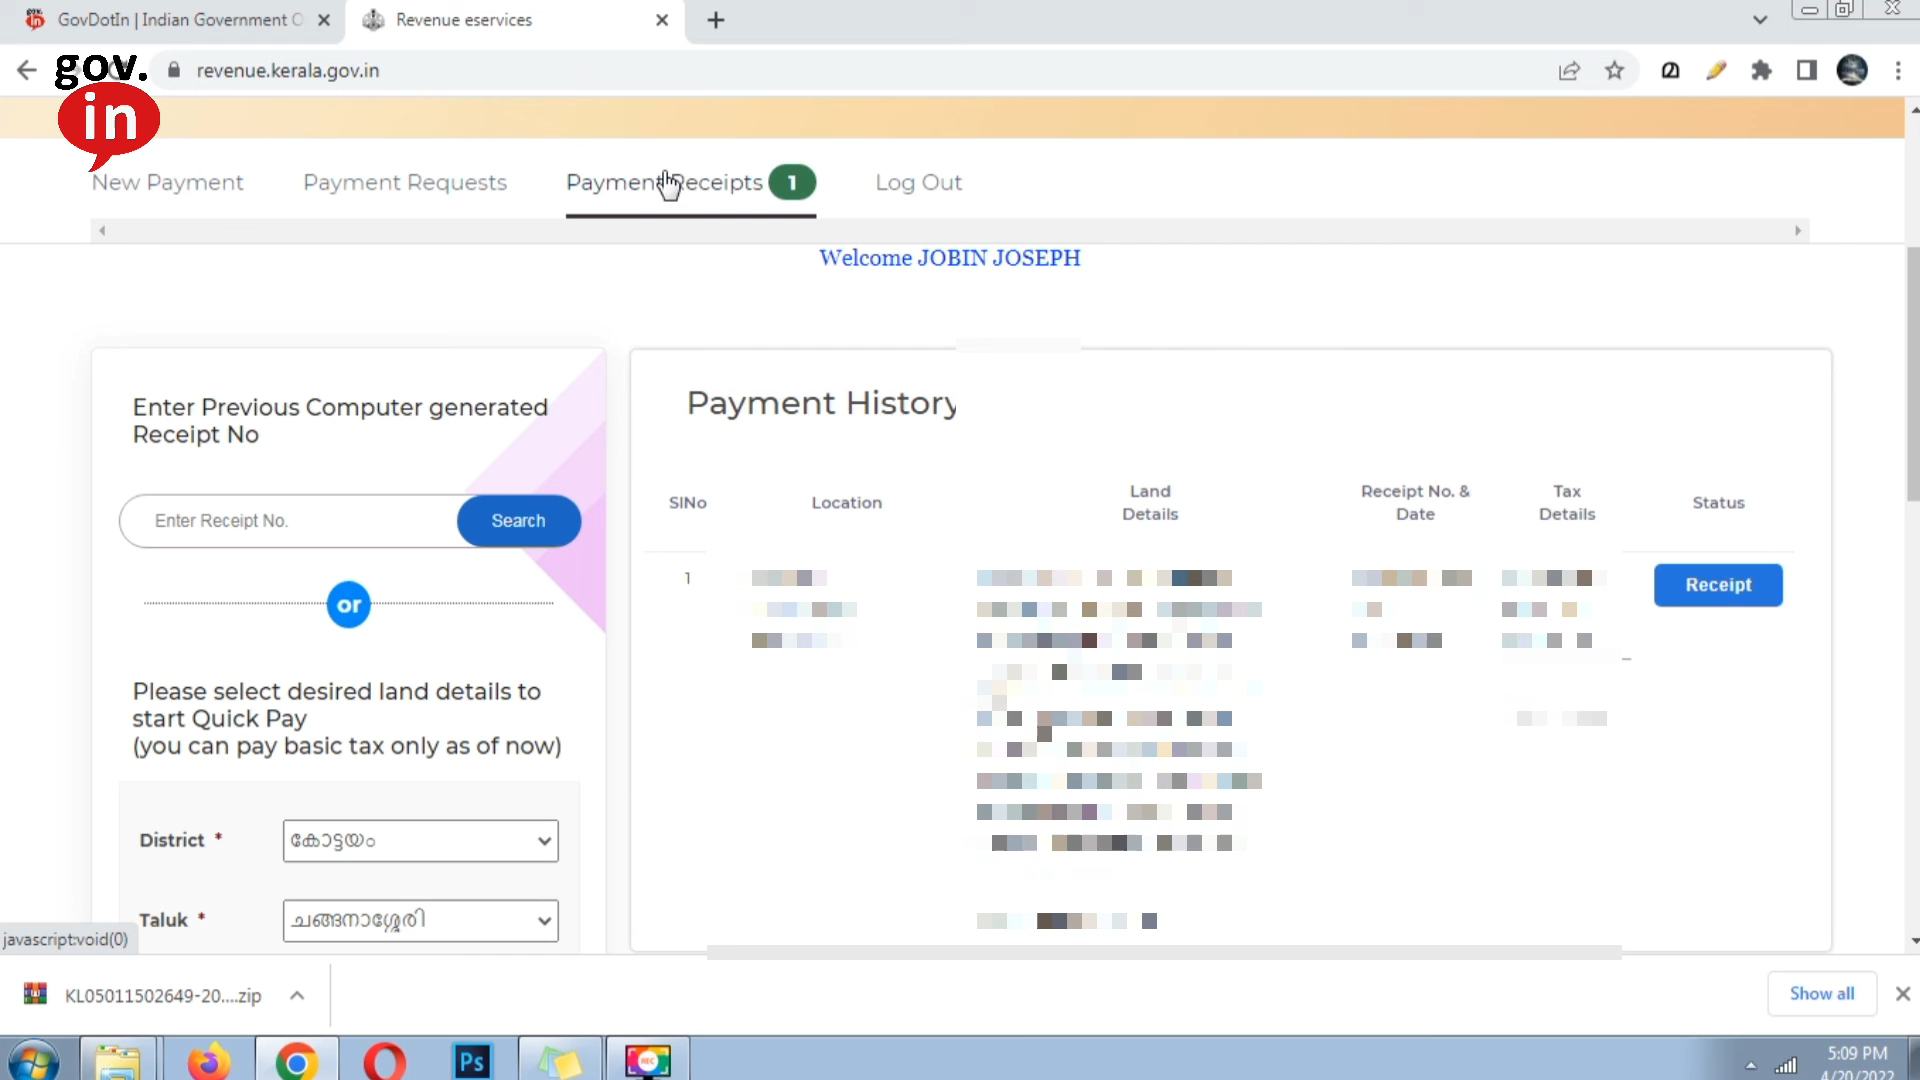 GovDotIn | Indian Government O
Revenue eservices
revenue.kerala.gov.in
gov.
in
New Payment
Payment Requests
Payment Receipts 1
Log Out
Welcome JOBIN JOSEPH
Enter Previous Computer generated
Receipt No
Enter Receipt No.
Search
or
Please select desired land details to
start Quick Pay
(you can pay basic tax only as of now)
District *
കോട്ടയം
Taluk *
ചങ്ങനാശ്ശേരി
Payment History
SlNo
Location
Land
Details
Receipt No. &
Date
Tax
Details
Status
1
Receipt
javascript:void(0)
KL05011502649-20....zip
Show all
Ps
REC
5:09 PM
4/20/2022